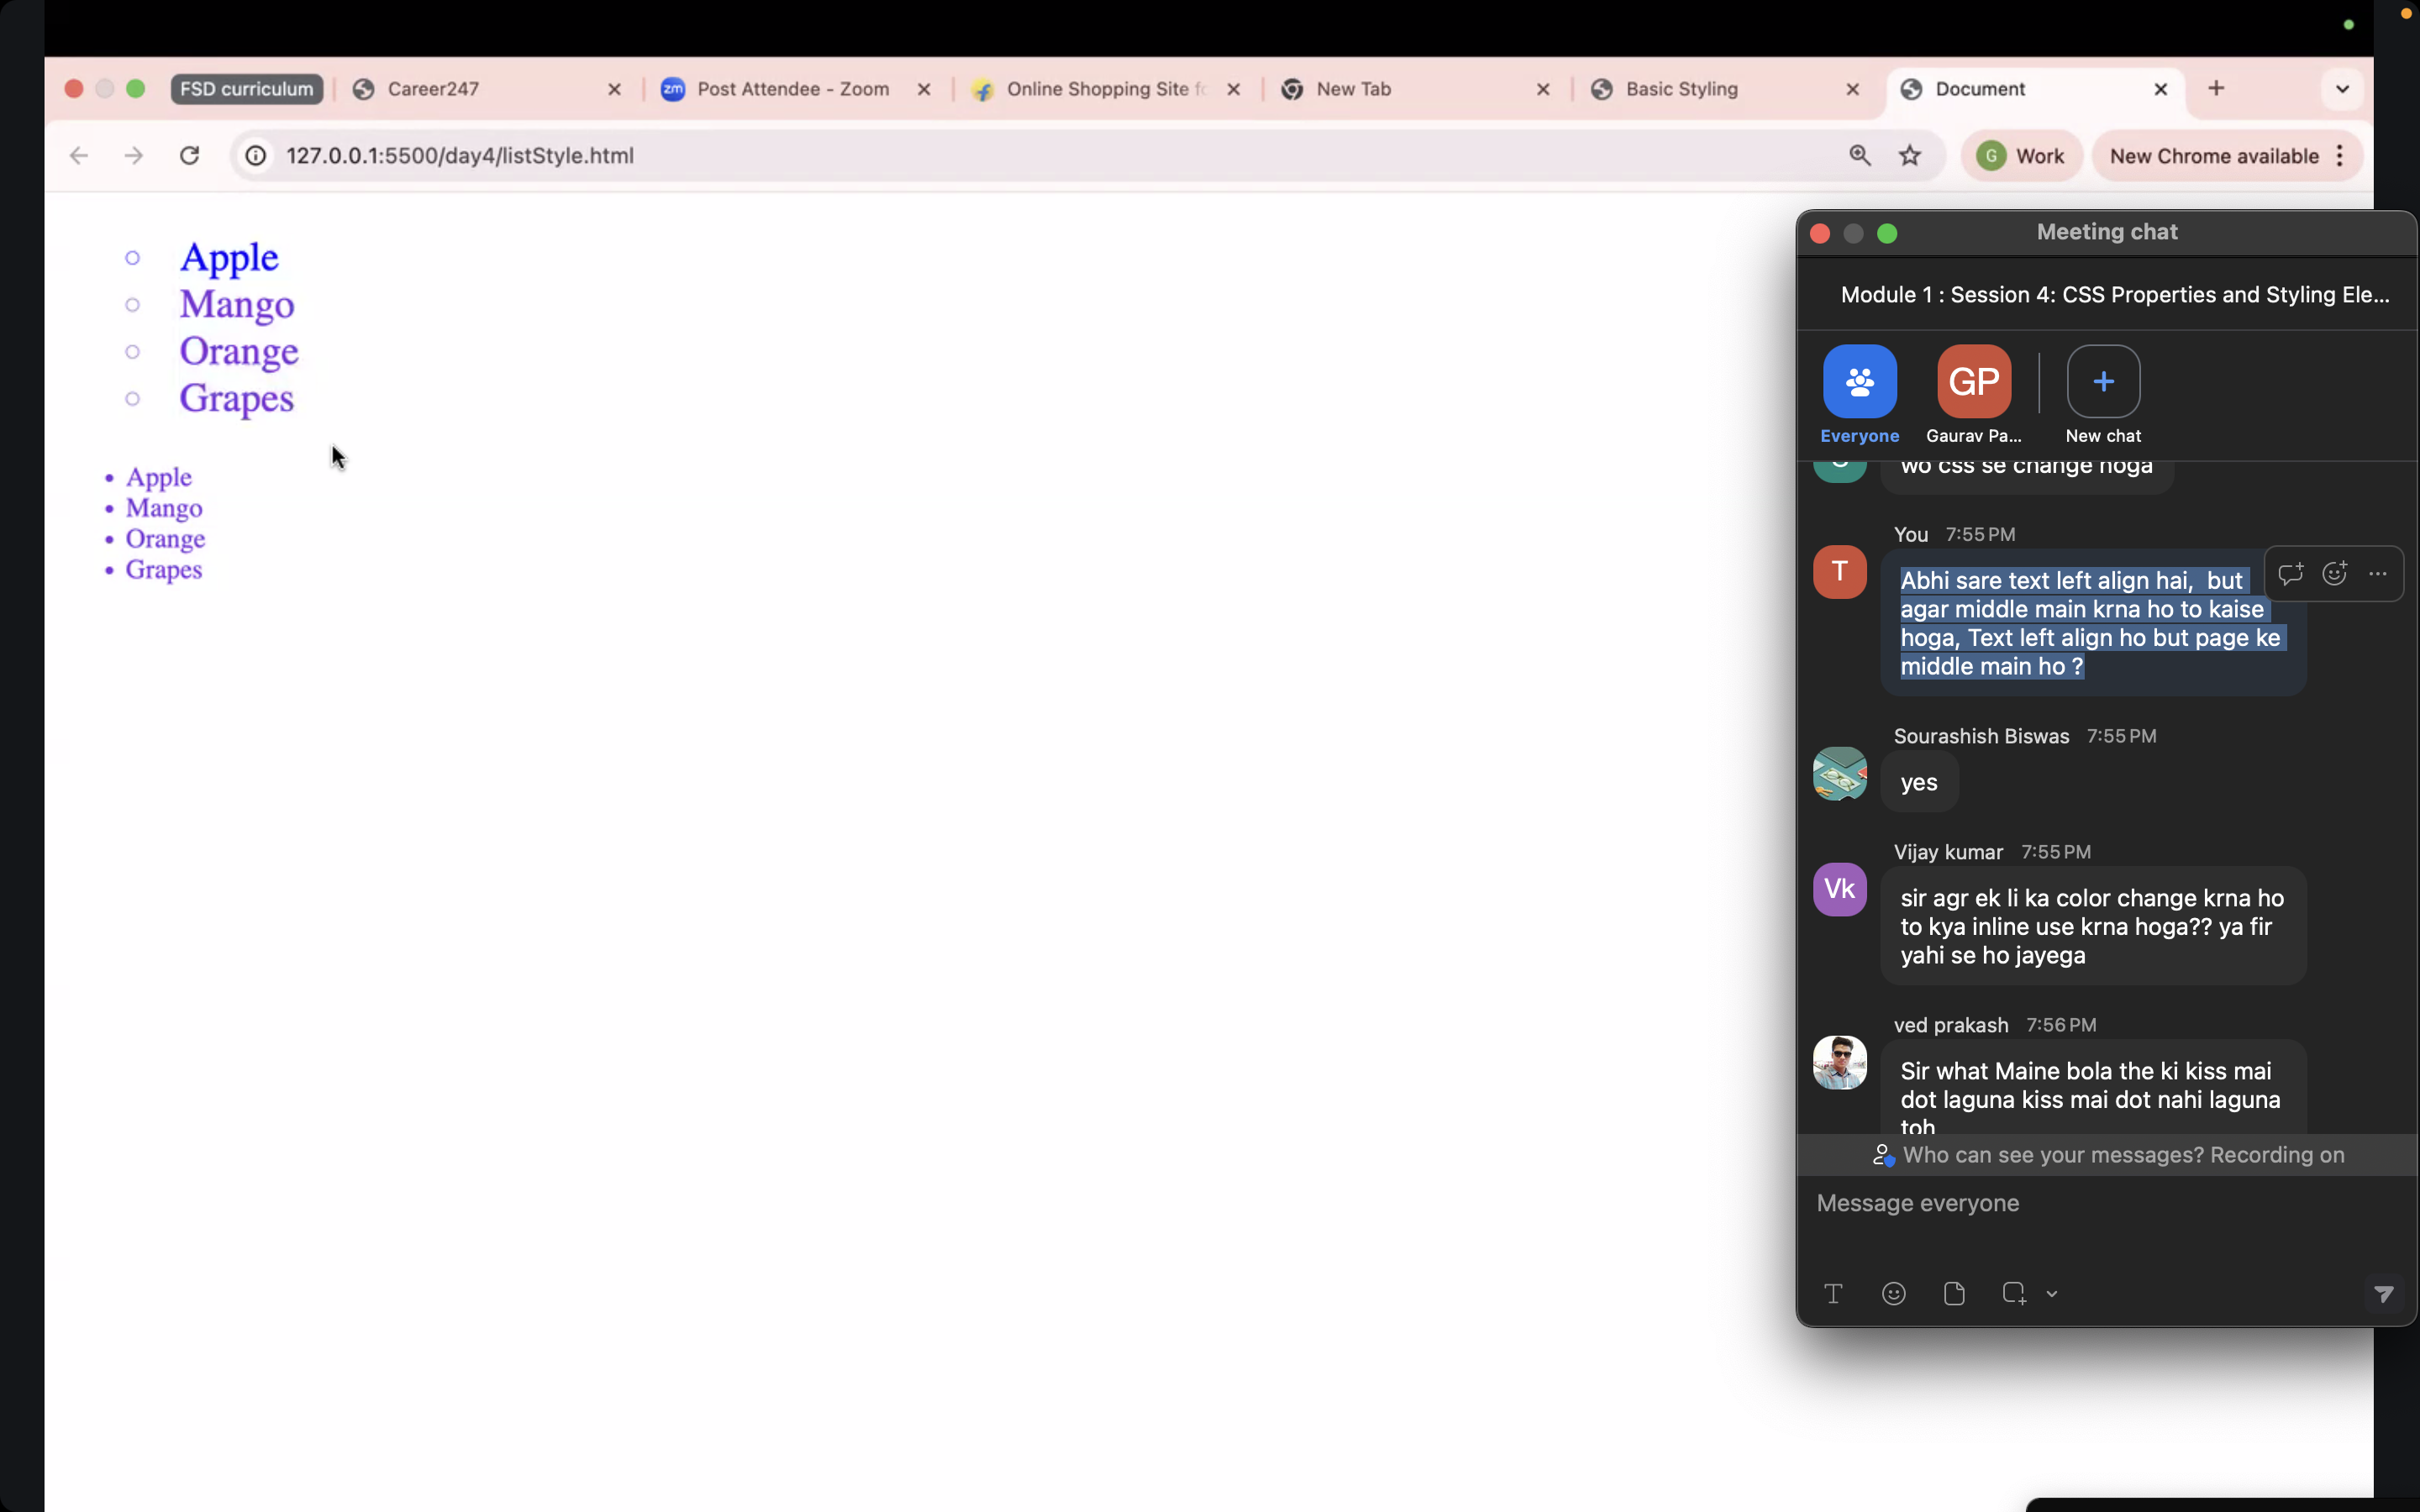 FSD curriculum
Career247
Post Attendee - Zoom
Online Shopping Site fo
New Tab
Basic Styling
Document
127.0.0.1:5500/day4/listStyle.html
G
Work
New Chrome available
Apple
Mango
Orange
Grapes
Apple
Mango
Orange
Grapes
Meeting chat
Module 1 : Session 4: CSS Properties and Styling Ele...
GP
Everyone
Gaurav Pa...
New chat
wo css se change hoga
You 7:55 PM
T
Abhi sare text left align hai, but
agar middle main krna ho to kaise
hoga, Text left align ho but page ke
middle main ho ?
Sourashish Biswas 7:55 PM
yes
Vijay kumar 7:55 PM
Vk
sir agr ek li ka color change krna ho
to kya inline use krna hoga?? ya fir
yahi se ho jayega
ved prakash 7:56 PM
Sir what Maine bola the ki kiss mai
dot laguna kiss mai dot nahi laguna
toh
Who can see your messages? Recording on
Message everyone